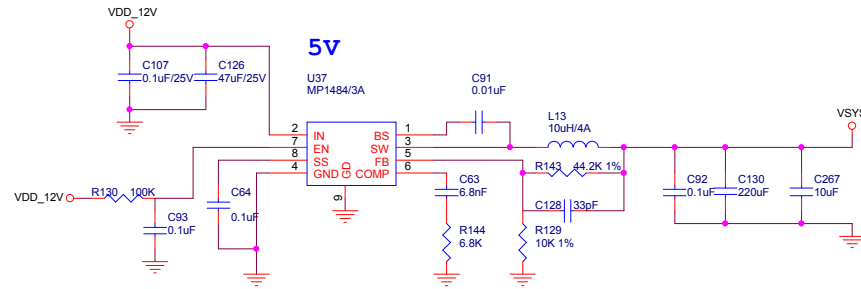 VDD_12V
5V
C107
0.1uF/25V
C126
47uF/25V
U37
MP1484/3A
C91
0.01uF
L13
10uH/4A
VSYS
2
IN
BS
1
7
EN
SW
3
8
SS
FB
5
4
GND
COMP
6
GD
9
R143
44.2K 1%
C63
6.8nF
C92
0.1uF
C130
220uF
C267
10uF
VDD_12V
R130
100K
C64
0.1uF
C128
33pF
C93
0.1uF
R144
6.8K
R129
10K 1%